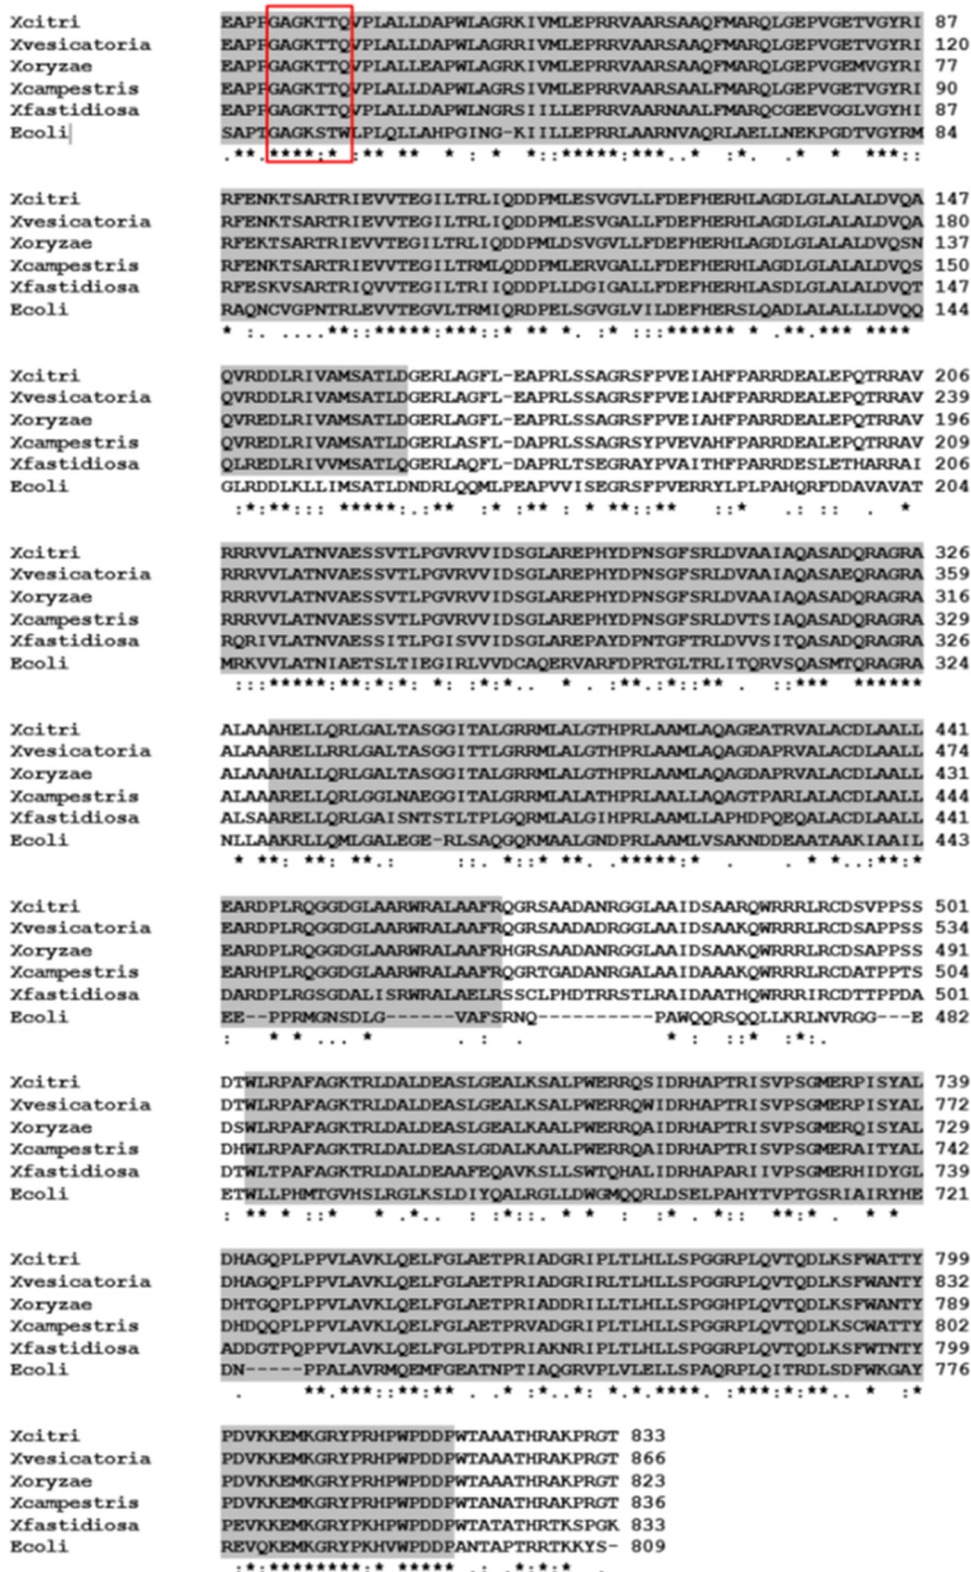 Xcitri EAPPGAGKTTQVPLALLDAPWLAGRKIVMLEPRRVAARSAAQFMARQLGEPVGETVGYRI 87
Xvesicatoria EAPPGAGKTTQVPLALLDAPWLAGRRIVMLEPRRVAARSAAQFMARQLGEPVGETVGYRI 120
Xoryzae EAPPGAGKTTQVPLALLEAPWLAGRKIVMLEPRRVAARSAAQFMARQLGEPVGEMVGYRI 77
Xcampestris EAPPGAGKTTQVPLALLDAPWLAGRKIVMLEPRRVAARSAAQFMARQLGEPVGETVGYRI 90
Xfastidiosa EAPPGAGKTTQVPLALLDAPWLNGRSIILLEPRRVAARNAALFMARQCGEEVGGLVGYHI 87
Ecoli SAPTGAGKSTWLPLQLLAHPGING-KIILLEPRRLAARNVAQRLAELLNEKPGDTVGYRM 84
Xcitri RFENKTSARTRIEVVTEGILTRLIQDDPMLESVGVLLFDEFHERHLAGDLGLALALDVQA 147
Xvesicatoria RFENKTSARTRIEVVTEGILTRLIQDDPMLESVGALLFDEFHERHLAGDLGLALALDVQA 180
Xoryzae RFEKTSARTRIEVVTEGILTRLIQDDPMLDSVGVLLFDEFHERHLAGDLGLALALDVQSN 137
Xcampestris RFENKTSARTRIEVVTEGILTRMLQDDPMLERVGALLFDEFHERHLAGDLGLALALDVQS 150
Xfastidiosa RFESKVSARTRIQVVTEGILTRIIQDDPLLDGIGALLFDEFHERHLASDLGLALALDVQT 147
Ecoli RAQNCVGPNTRLEVVTEGVLTRMIQRDPELSGVGLVILDEFHERSLQADLALALLLDVQQ 144
Xcitri QVRDDLRIVAMSATLDGERLAGFL-EAPRLSSAGRSFPVEIAHFPARRDEALEPQTRRAV 206
Xvesicatoria QVRDDLRIVAMSATLDGERLAGFL-EAPRLSSAGRSFPVEIAHFPARRDEALEPQTRRAV 239
Xoryzae QVREDLRIVAMSATLDGERLAGFL-EAPRLSSAGRSFPVEIAHFPARRDEALEPQTRRAV 196
Xcampestris QVREDLRIVAMSATLDGERLASFL-DAPRLSSAGRSYPVEVAHFPARRDEALEPQTRRAV 209
Xfastidiosa QLREDLRIVVMSATLQGERLAQFL-DAPRLTSEGRAYPVAITHFPARRDESLETHARRAI 206
Ecoli GLRDDLKLLIMSATLDNDRLQQMLPEAPVVISEGRSFPVERRYLPLPAHQRFDDAVAVAT 204
Xcitri RRRVVLATNVAESSVTLPGVRVVIDSGLAREPHYDPNSGFSRLDVAAIAQASADQRAGRA 326
Xvesicatoria RRRVVLATNVAESSVTLPGVRVVIDSGLAREPHYDPNSGFSRLDVAAIAQASAEQRAGRA 359
Xoryzae RRRVVLATNVAESSVTLPGVRVVIDSGLAREPHYDPNSGFSRLDVAAIAQASADQRAGRA 316
Xcampestris RRRVVLATNVAESSVTLPGVRVVIDSGLAREPHYDPNSGFSRLDVTSIAQASADQRAGRA 329
Xfastidiosa RQRIVLATNVAESSITLPGISVVIDSGLAREPAYDPNTGFTRLDVVSITQASADQRAGRA 326
Ecoli MRKVVLATNIAETSLTIEGIRLVVDCAQERVARFDPRTGLTRLITQRVSQASMTQRAGRA 324
Xcitri ALAAAHELLQRLGALTASGGITALGRRMLALGTHPRLAAMLAQAGEATRVALACDLAALL 441
Xvesicatoria ALAAARELLRRLGALTASGGITTLGRRMLALGTHPRLAAMLAQAGDAPRVALACDLAALL 474
Xoryzae ALAAAHALLQRLGALTASGGITALGRRMLALGTHPRLAAMLAQAGDAPRVALACDLAALL 431
Xcampestris ALAAARELLQRLGGLNAEGGITALGRRMLALATHPRLAALLAQAGTPARLALACDLAALL 444
Xfastidiosa ALSAARELLQRLGAISNTSTLTPLGQRMLALGIHPRLAAMLLAPHDPQEQALACDLAALL 441
Ecoli NLLAAKRLLQMLGALEGE-RLSAQGQKMAALGNDPRLAAMLVSAKNDDEAATAAKIAAIL 443
Xcitri EARDPLRQGGDGLAARWRALAAFRQGRSAADANRGGLAAIDSAARQWRRRLRCDSVPPSS 501
Xvesicatoria EARDPLRQGGDGLAARWRALAAFRQGRSAADADRGGLAAIDSAAKQWRRRLRCDSAPPSS 534
Xoryzae EARDPLRQGGDGLAARWRALAAFRHGRSAADANRGGLAAIDSAAKQWRRRLRCDSAPPSS 491
Xcampestris EARHPLRQGGDGLAARWRALAAFRQGRTGADANRGALAAIDAAAKQWRRRLRCDATPPTS 504
Xfastidiosa DARDPLRGSGDALISRWRALAELRSSCLPHDTRRSTLRAIDAATHQWRRRIRCDTTPPDA 501
Ecoli EE--PPRMGNSDLG-------VAFSRNQ----------PAWQQRSQQLLKRLNVRGG---E 482
Xcitri DTWLRPAFAGKTRLDALDEASLGEALKSALPWERRQSIDRHAPTRISVPSGMERPISYAL 739
Xvesicatoria DTWLRPAFAGKTRLDALDEASLGEALKSALPWERRQWIDRHAPTRISVPSGMERPISYAL 772
Xoryzae DSWLRPAFAGKTRLDALDEASLGEALKAALPWERRQAIDRHAPTRISVPSGMERQISYAL 729
Xcampestris DHWLRPAFAGKTRLDALDEASLGDALKAALPWERRQAIDRHAPTRISVPSGMERAITYAL 742
Xfastidiosa DTWLTPAFAGKTRLDALDEAAFEQAVKSLLSWTQHALIDRHAPARIIVPSGMERHIDYGL 739
Ecoli ETWLLPHMTGVHSLRGLKSLDIYQALRGLLDWGMQQRLDSELPAHYTVPTGSRIAIRYHE 721
Xcitri DHAGQPLPPVLAVKLQELFGLAETPRIADGRIPLTLHLLSPGGRPLQVTQDLKSFWATTY 799
Xvesicatoria DHAGQPLPPVLAVKLQELFGLAETPRIADGRIRLTLHLLSPGGRPLQVTQDLKSFWANTY 832
Xoryzae DHTGQPLPPVLAVKLQELFGLAETPRIADDRILLTLHLLSPGGHPLQVTQDLKSFWANTY 789
Xcampestris DHDQQPLPPVLAVKLQELFGLAETPRVADGRIPLTLHLLSPGGRPLQVTQDLKSCWATTY 802
Xfastidiosa ADDGTPQPPVLAVKLQELFGLPDTPRIAKNRIPLTLHLLSPAGRPLQVTQDLKSFWTNTY 799
Ecoli DN-----PPALAVRMQEMFGEATNPTIAQGRVPLVLELLSPAQRPLQITRDLSDFWKGAY 776
Xcitri PDVKKEMKGRYPRHPWPDDPWTAAATHRAKPRGT 833
Xvesicatoria PDVKKEMKGRYPRHPWPDDPWTAAATHRAKPRGT 866
Xoryzae PDVKKEMKGRYPRHPWPDDPWTAAATHRAKPRGT 823
Xcampestris PDVKKEMKGRYPRHPWPDDPWTANATHRAKPRGT 836
Xfastidiosa PEVKKEMKGRYPKHPWPDDPWTATATHRTKSPGK 833
Ecoli REVQKEMKGRYPKHVWPDDPANTAPTRRTKKYS- 809